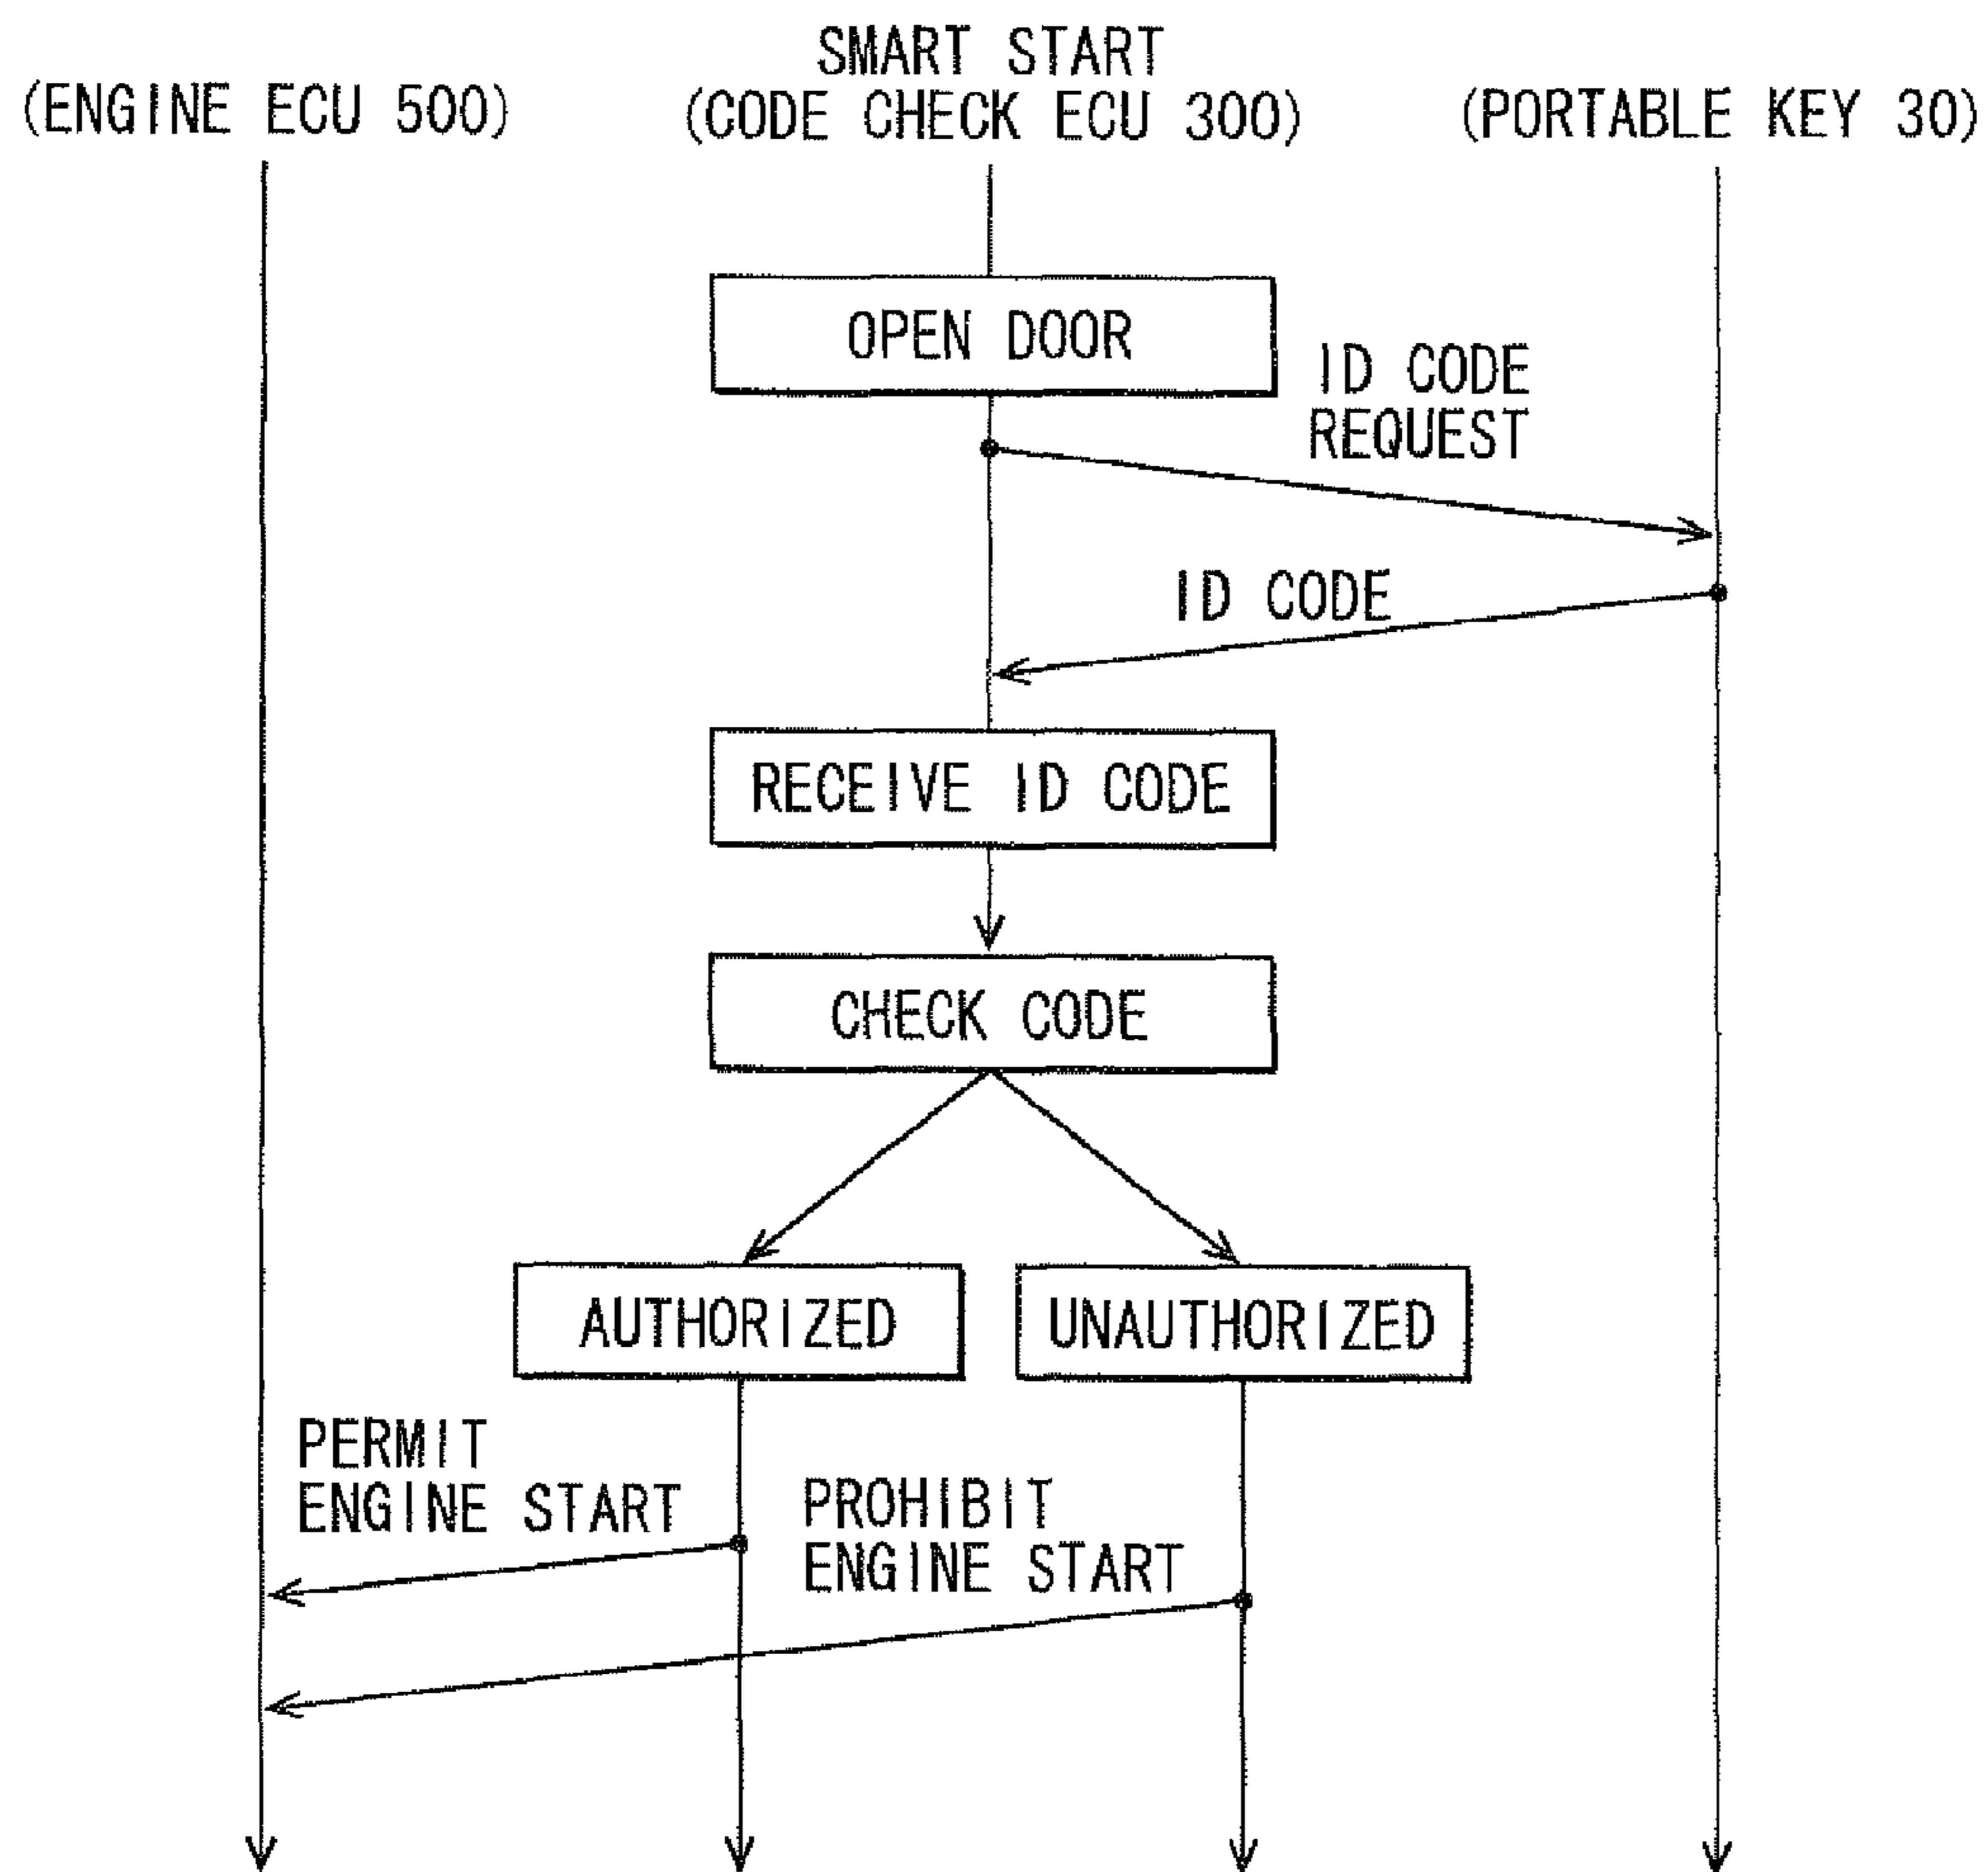 SMART START
(ENGINE ECU 500)
(CODE CHECK ECU 300)
(PORTABLE KEY 30)
OPEN DOOR
ID CODE
REQUEST
ID CODE
RECEIVE ID CODE
CHECK CODE
AUTHORIZED
UNAUTHORIZED
PERMIT
ENGINE START
PROHIBIT
ENGINE START